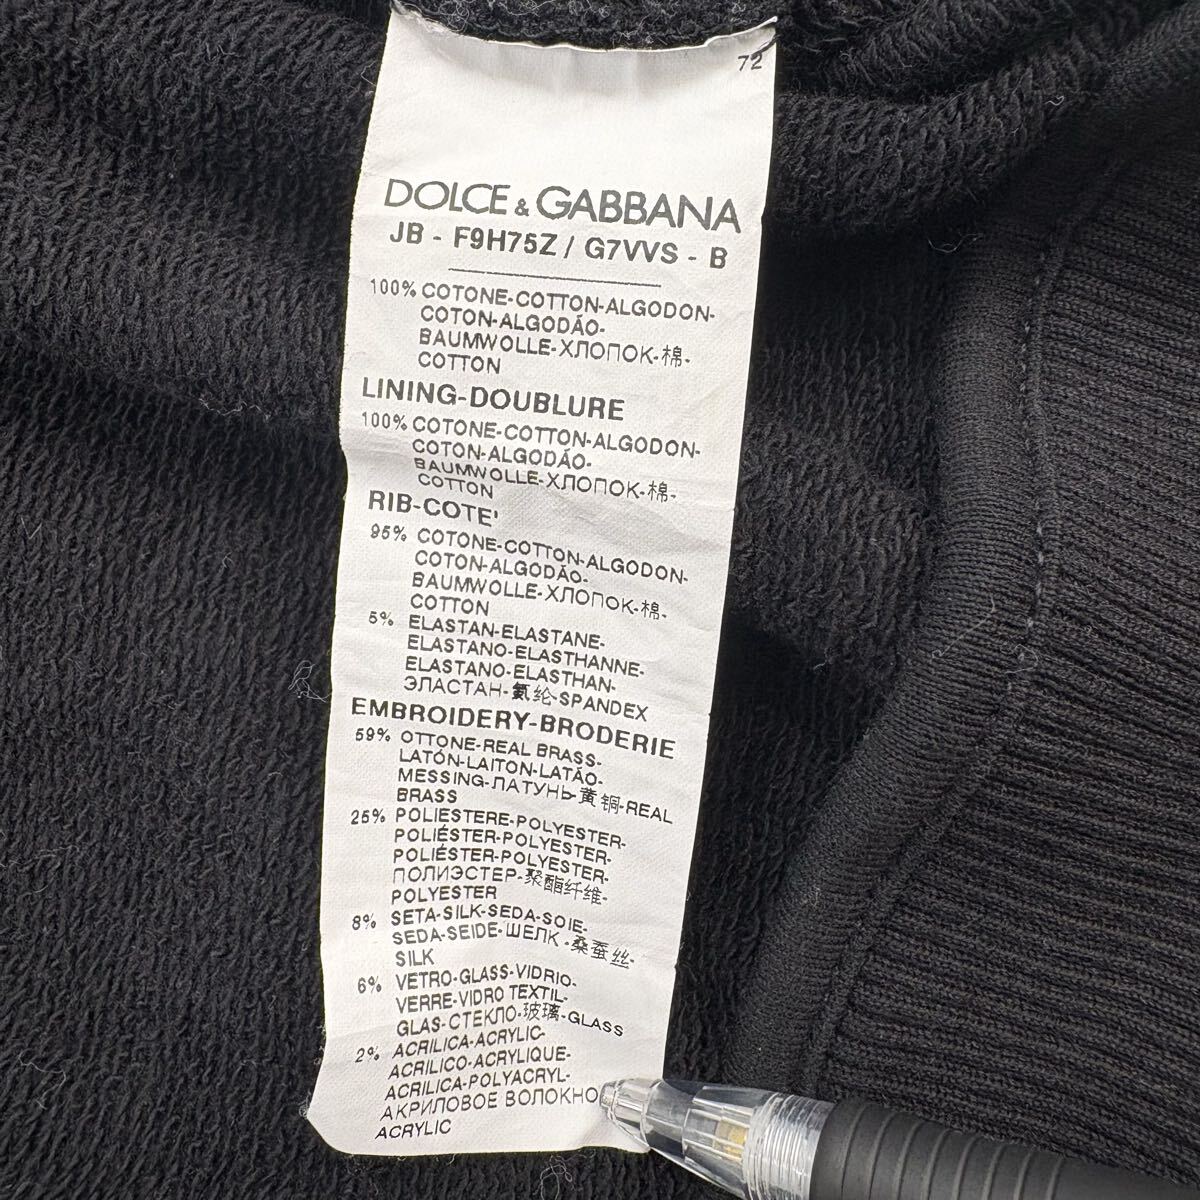 72
DOLCE & GABBANA
JB - F9H75Z / G7VVS - B
100% COTONE-COTTON-ALGODON-
COTON-ALGODÃO-
BAUMWOLLE-ХЛОПОК-棉-
COTTON
LINING-DOUBLURE
100% COTONE-COTTON-ALGODON-
COTON-ALGODÃO-
BAUMWOLLE-ХЛОПОК-棉-
COTTON
RIB-COTE'
95% COTONE-COTTON-ALGODON-
COTON-ALGODÃO-
BAUMWOLLE-ХЛОПОК-棉-
COTTON
5% ELASTAN-ELASTANE-
ELASTANO-ELASTHANNE-
ELASTANO-ELASTHAN-
ЭЛАСТАН-氨纶-SPANDEX
EMBROIDERY-BRODERIE
59% OTTONE-REAL BRASS-
LATÓN-LAITON-LATÃO-
MESSING-ЛАТУНЬ-黄铜-REAL
BRASS
25% POLIESTERE-POLYESTER-
POLIÉSTER-POLYESTER-
POLIÉSTER-POLYESTER-
ПОЛИЭСТЕР-聚酯纤维-
POLYESTER
8% SETA-SILK-SEDA-SOIE-
SEDA-SEIDE-ШЕЛК-桑蚕丝-
SILK
6% VETRO-GLASS-VIDRIO-
VERRE-VIDRO TEXTIL-
GLAS-СТЕКЛО-玻璃-GLASS
2% ACRILICA-ACRYLIC-
ACRILICO-ACRYLIQUE-
ACRILICA-POLYACRYL-
АКРИЛОВОЕ ВОЛОКНО
ACRYLIC